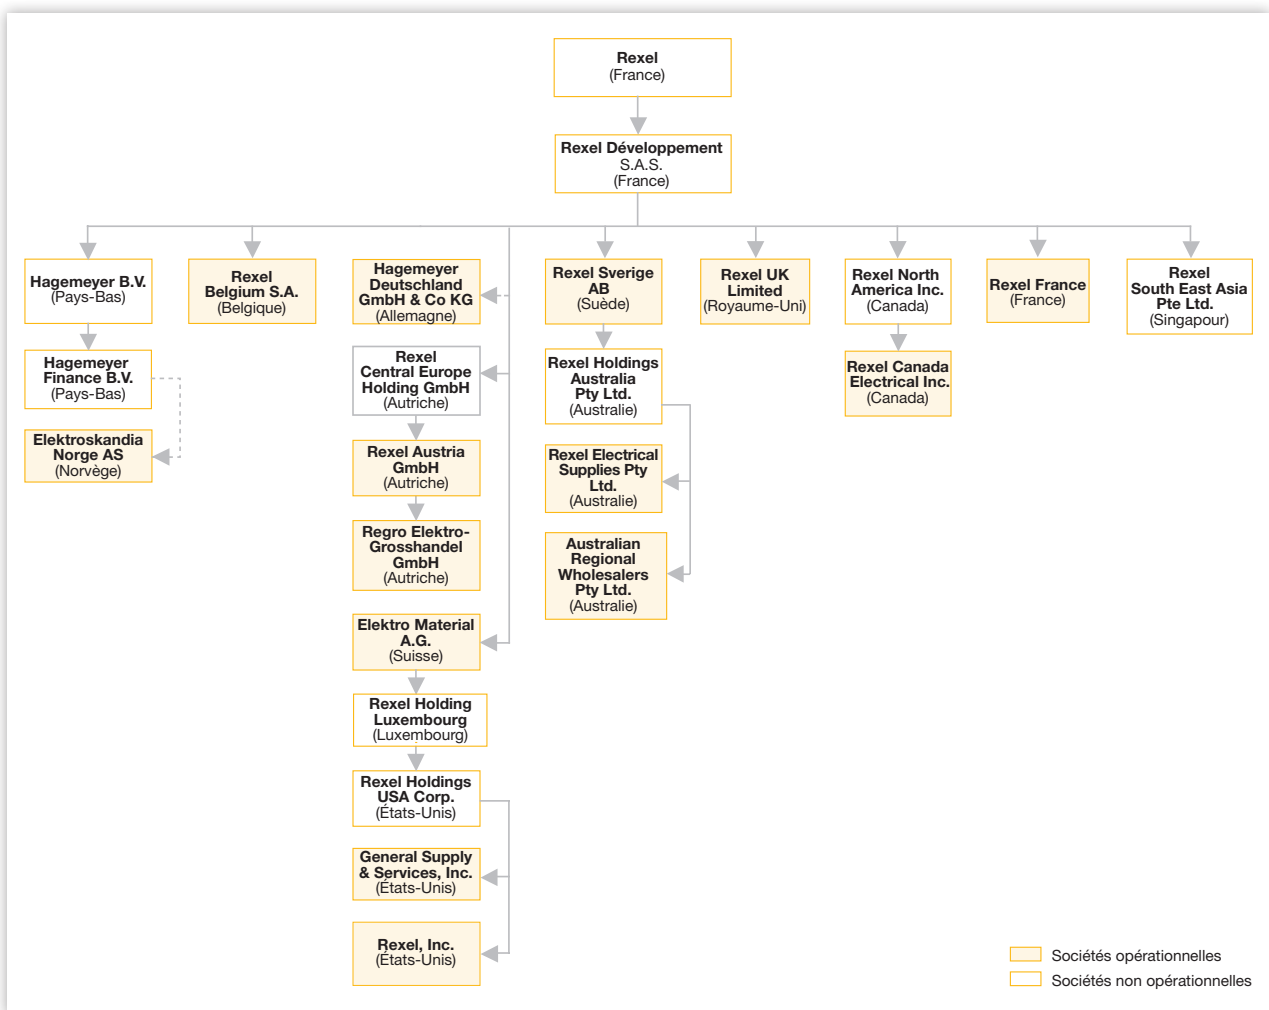 Rexel
(France)
Rexel Développement
S.A.S.
(France)
Hagemeyer B.V.
(Pays-Bas)
Rexel
Belgium S.A.
(Belgique)
Hagemeyer
Deutschland
GmbH & Co KG
(Allemagne)
Rexel Sverige
AB
(Suède)
Rexel UK
Limited
(Royaume-Uni)
Rexel North
America Inc.
(Canada)
Rexel France
(France)
Rexel
South East Asia
Pte Ltd.
(Singapour)
Hagemeyer
Finance B.V.
(Pays-Bas)
Rexel
Central Europe
Holding GmbH
(Autriche)
Rexel Holdings
Australia
Pty Ltd.
(Australie)
Rexel Canada
Electrical Inc.
(Canada)
Elektroskandia
Norge AS
(Norvège)
Rexel Austria
GmbH
(Autriche)
Rexel Electrical
Supplies Pty
Ltd.
(Australie)
Regro Elektro-
Grosshandel
GmbH
(Autriche)
Australian
Regional
Wholesalers
Pty Ltd.
(Australie)
Elektro Material
A.G.
(Suisse)
Rexel Holding
Luxembourg
(Luxembourg)
Rexel Holdings
USA Corp.
(États-Unis)
General Supply
& Services, Inc.
(États-Unis)
Rexel, Inc.
(États-Unis)
Sociétés opérationnelles
Sociétés non opérationnelles